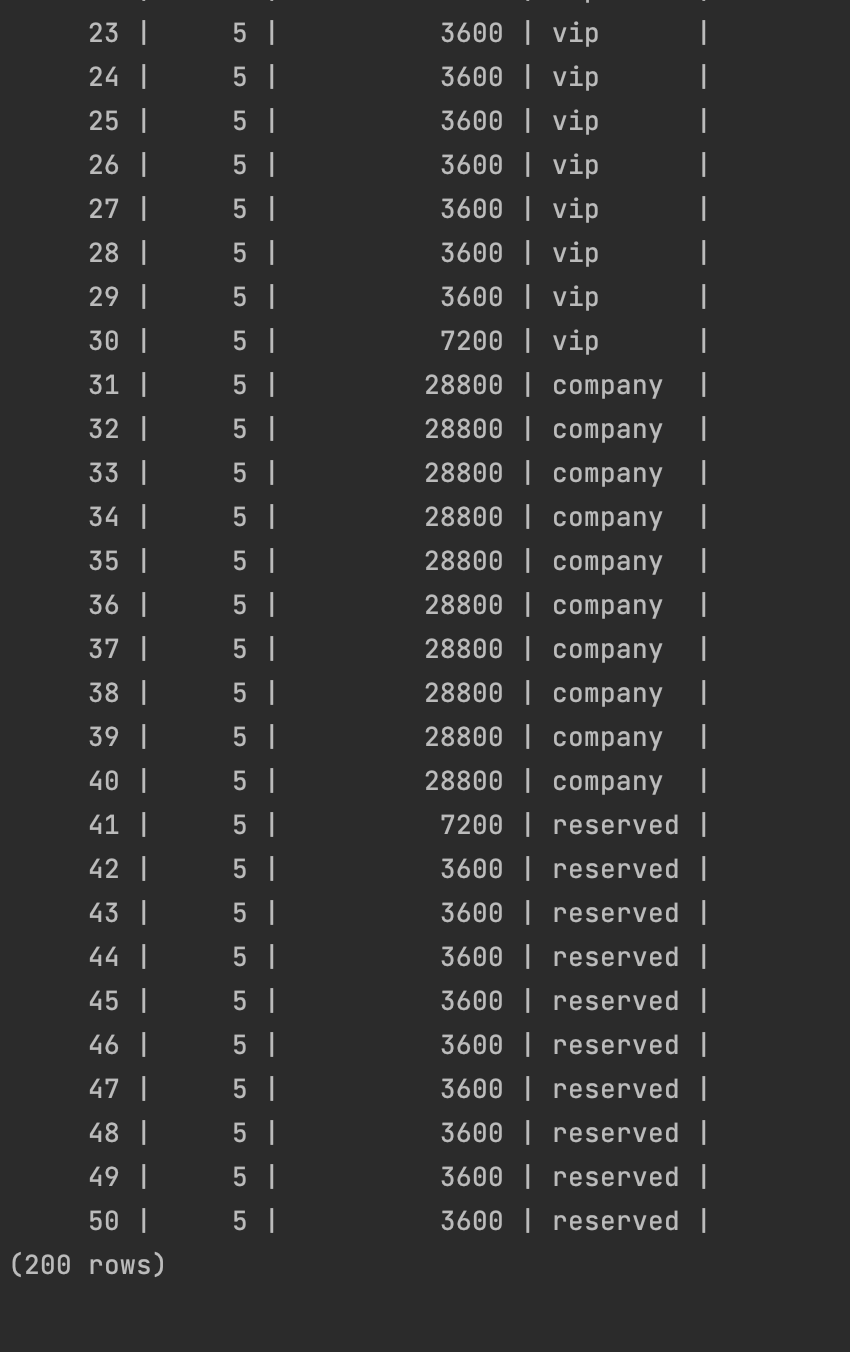 23 | 5 | 3600 | vip |
24 | 5 | 3600 | vip |
25 | 5 | 3600 | vip |
26 | 5 | 3600 | vip |
27 | 5 | 3600 | vip |
28 | 5 | 3600 | vip |
29 | 5 | 3600 | vip |
30 | 5 | 7200 | vip |
31 | 5 | 28800 | company |
32 | 5 | 28800 | company |
33 | 5 | 28800 | company |
34 | 5 | 28800 | company |
35 | 5 | 28800 | company |
36 | 5 | 28800 | company |
37 | 5 | 28800 | company |
38 | 5 | 28800 | company |
39 | 5 | 28800 | company |
40 | 5 | 28800 | company |
41 | 5 | 7200 | reserved |
42 | 5 | 3600 | reserved |
43 | 5 | 3600 | reserved |
44 | 5 | 3600 | reserved |
45 | 5 | 3600 | reserved |
46 | 5 | 3600 | reserved |
47 | 5 | 3600 | reserved |
48 | 5 | 3600 | reserved |
49 | 5 | 3600 | reserved |
50 | 5 | 3600 | reserved |
(200 rows)